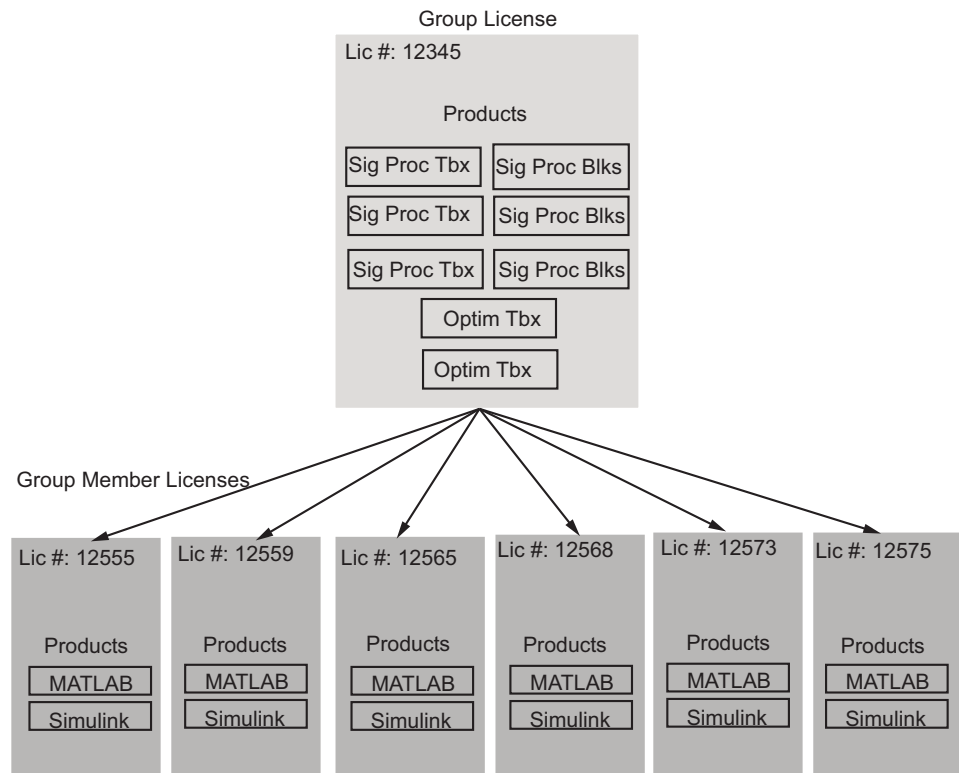 Group License
Lic #: 12345
Products
Sig Proc Tbx
Sig Proc Blks
Sig Proc Tbx
Sig Proc Blks
Sig Proc Tbx
Sig Proc Blks
Optim Tbx
Optim Tbx
Group Member Licenses
Lic #: 12555
Products
MATLAB
Simulink
Lic #: 12559
Products
MATLAB
Simulink
Lic #: 12565
Products
MATLAB
Simulink
Lic #: 12568
Products
MATLAB
Simulink
Lic #: 12573
Products
MATLAB
Simulink
Lic #: 12575
Products
MATLAB
Simulink